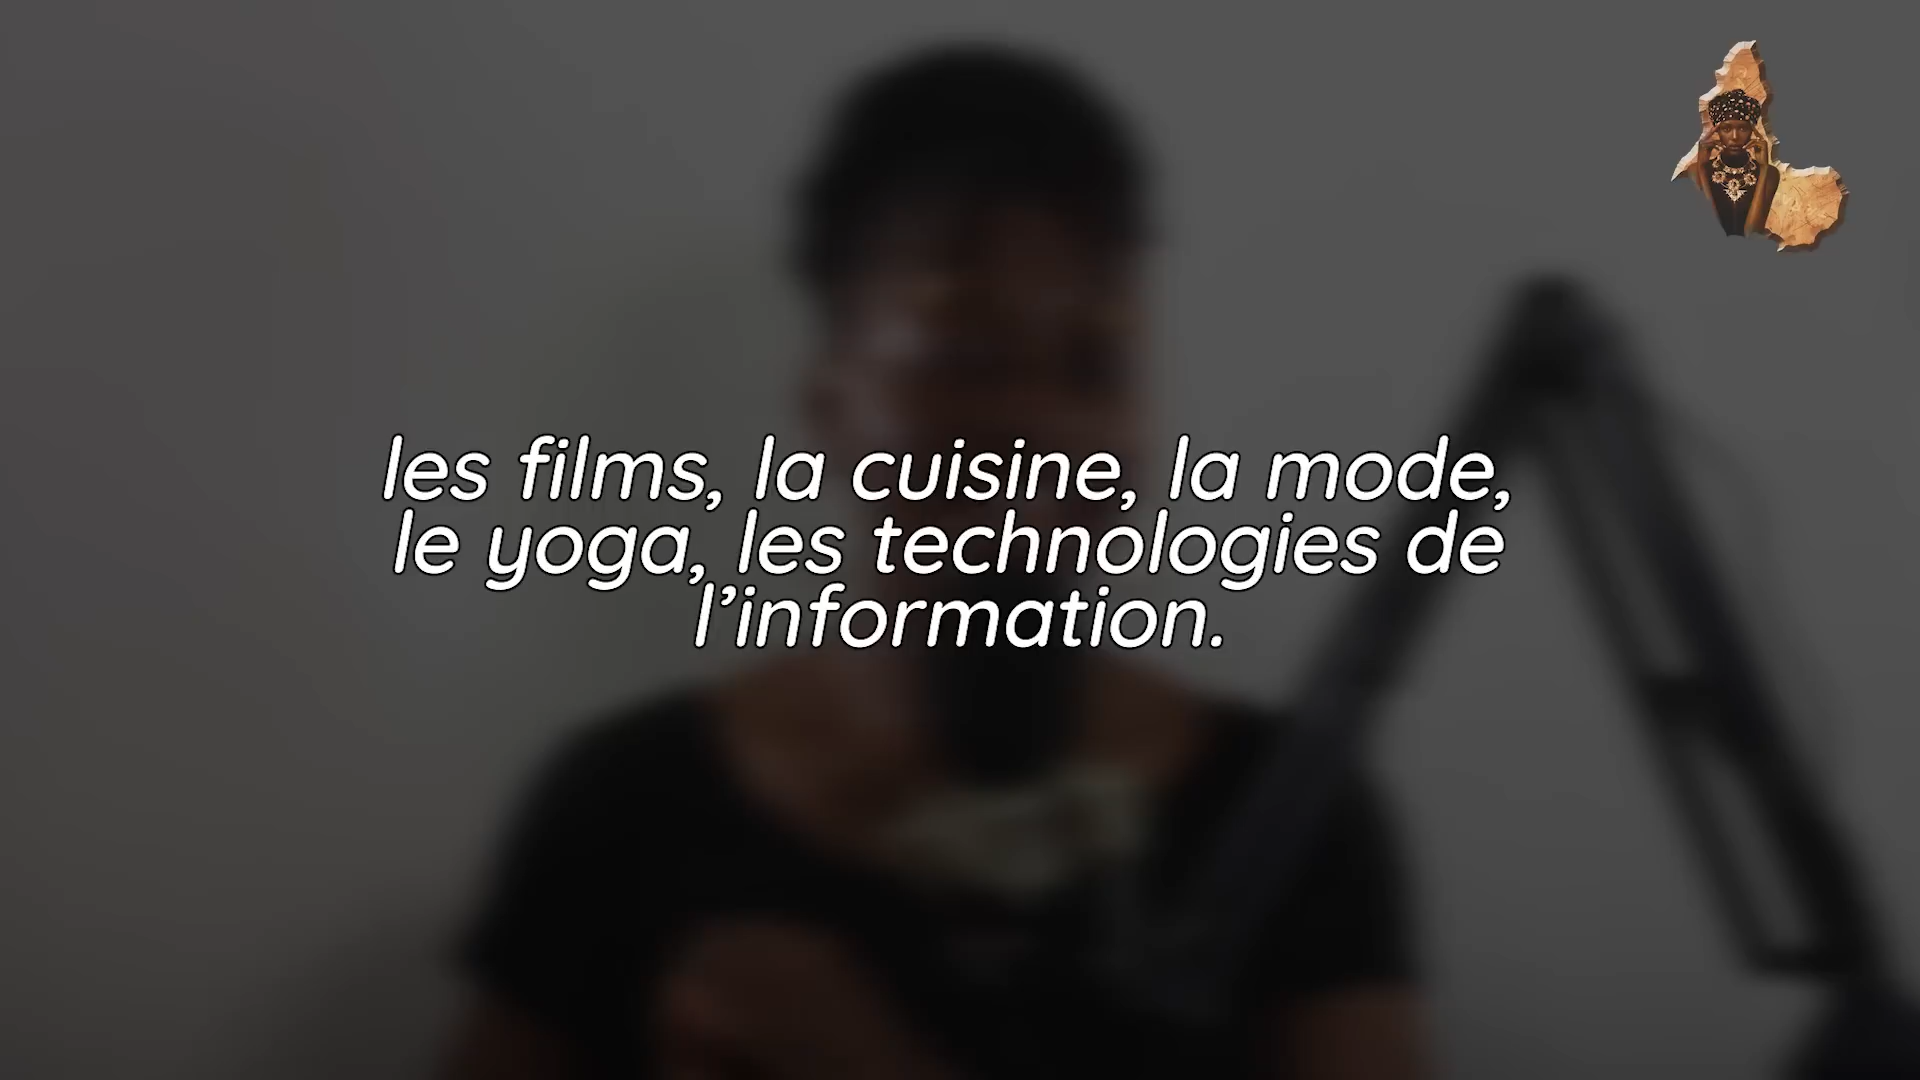 les films, la cuisine, la mode,
le yoga, les technologies de
l’information.